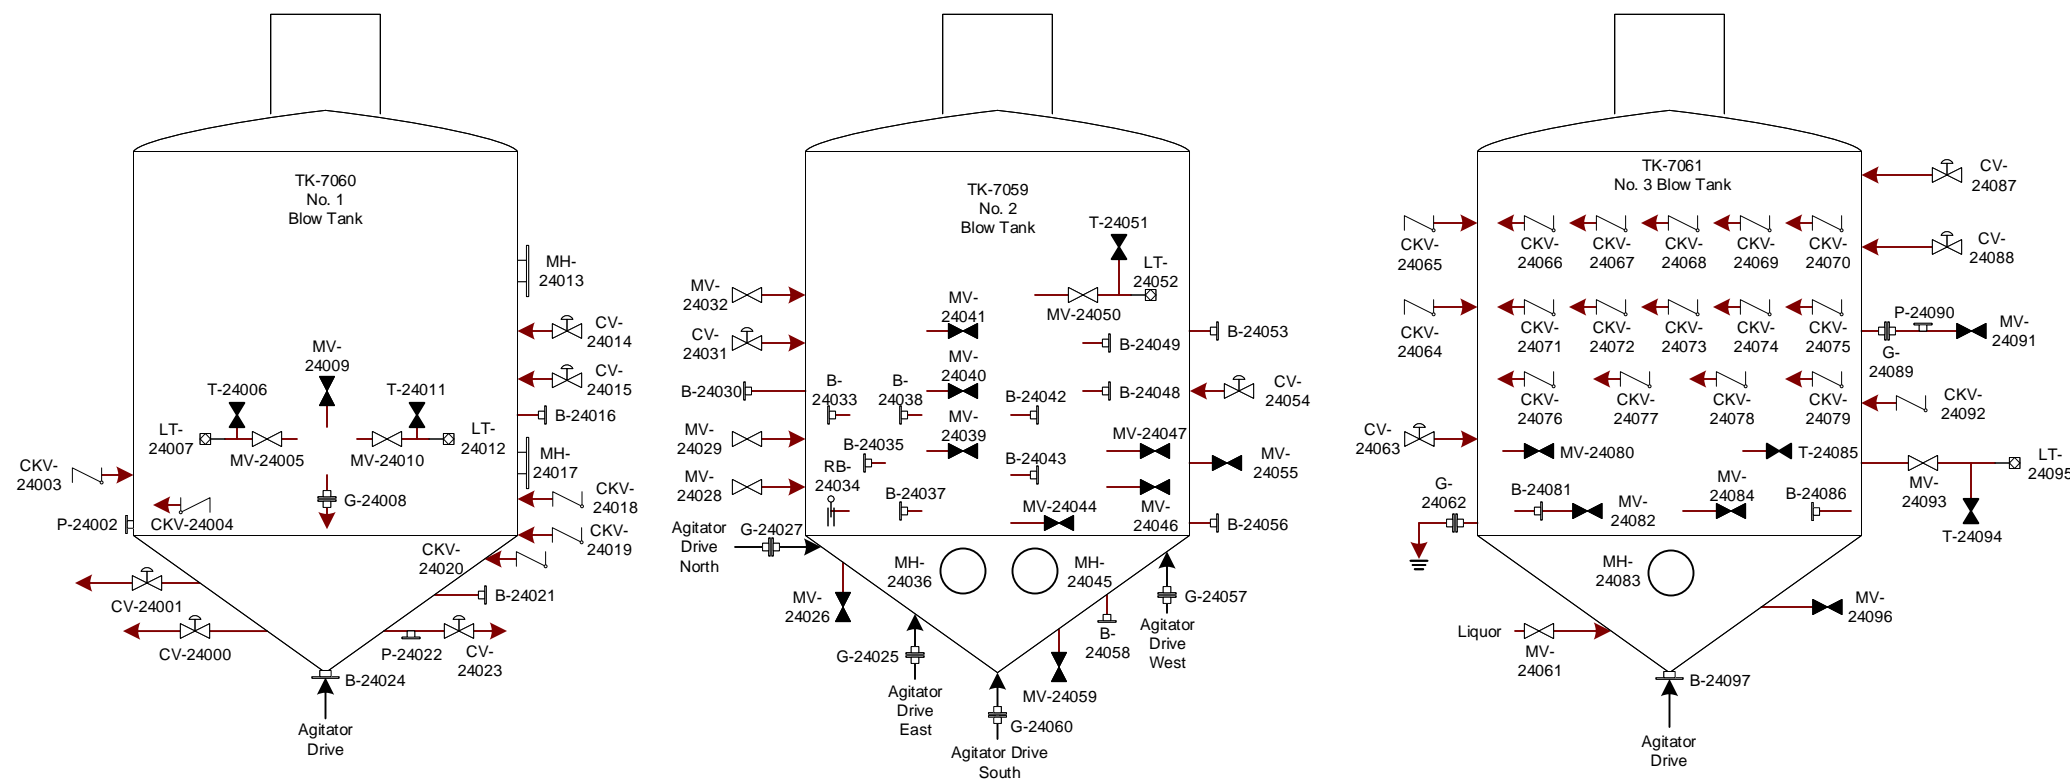 TK-7060
No. 1
Blow Tank
MH-
24013
CV-
24014
MV-
24009
CV-
24015
T-24006
T-24011
B-24016
LT-
24007
LT-
24012
MV-24005
MV-24010
MH-
24017
CKV-
24003
G-24008
CKV-
24018
P-24002
CKV-24004
CKV-
24019
CKV-
24020
CV-24001
B-24021
CV-24000
P-24022
CV-
24023
B-24024
Agitator
Drive
TK-7059
No. 2
Blow Tank
T-24051
LT-
24052
MV-
24032
MV-24050
MV-
24041
CV-
24031
B-24053
B-24049
MV-
24040
B-24030
B-
24033
B-
24038
B-24042
B-24048
CV-
24054
MV-
24029
MV-
24039
MV-24047
B-24035
B-24043
MV-
24055
RB-
24034
MV-
24028
B-24037
MV-24044
MV-
24046
B-24056
Agitator
Drive
North
G-24027
MH-
24036
MH-
24045
MV-
24026
G-24057
B-
24058
Agitator
Drive
West
G-24025
Agitator
Drive
East
MV-24059
G-24060
Agitator Drive
South
TK-7061
No. 3 Blow Tank
CV-
24087
CKV-
24065
CKV-
24066
CKV-
24067
CKV-
24068
CKV-
24069
CKV-
24070
CV-
24088
CKV-
24064
CKV-
24071
CKV-
24072
CKV-
24073
CKV-
24074
CKV-
24075
P-24090
MV-
24091
G-
24089
CKV-
24076
CKV-
24077
CKV-
24078
CKV-
24079
CKV-
24092
CV-
24063
MV-24080
T-24085
LT-
24095
MV-
24093
G-
24062
B-24081
MV-
24082
MV-
24084
B-24086
T-24094
MH-
24083
MV-
24096
Liquor
MV-
24061
B-24097
Agitator
Drive